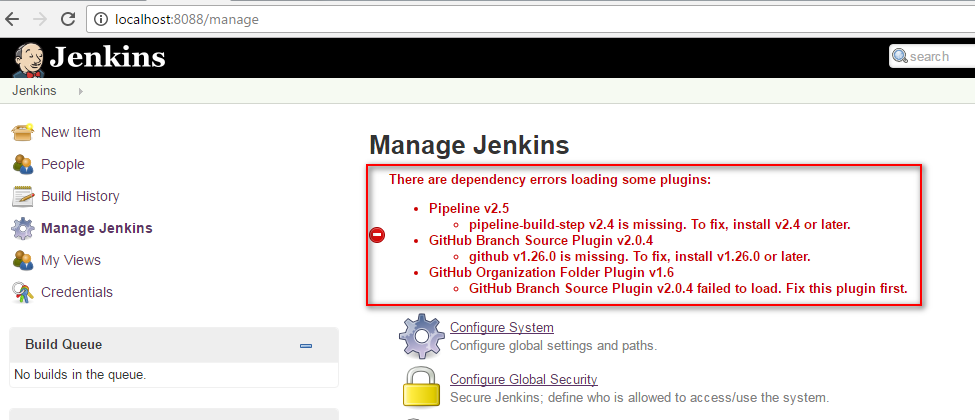 localhost:8088/manage
Jenkins
search
Jenkins
New Item
People
Build History
Manage Jenkins
My Views
Credentials
Build Queue
No builds in the queue.
Manage Jenkins
There are dependency errors loading some plugins:
Pipeline v2.5
pipeline-build-step v2.4 is missing. To fix, install v2.4 or later.
GitHub Branch Source Plugin v2.0.4
github v1.26.0 is missing. To fix, install v1.26.0 or later.
GitHub Organization Folder Plugin v1.6
GitHub Branch Source Plugin v2.0.4 failed to load. Fix this plugin first.
Configure System
Configure global settings and paths.
Configure Global Security
Secure Jenkins; define who is allowed to access/use the system.